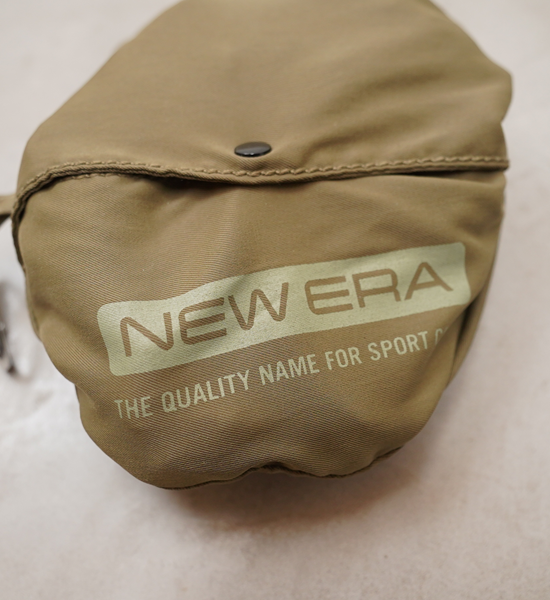 NEW ERA
THE QUALITY NAME FOR SPORT